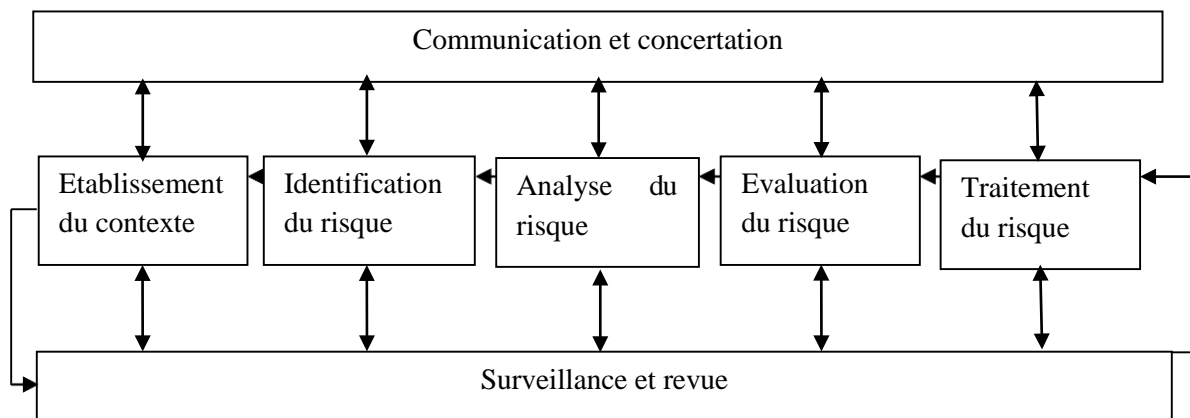 Communication et concertation
Etablissement
du contexte
Identification
du risque
Analyse du
risque
Evaluation
du risque
Traitement
du risque
Surveillance et revue